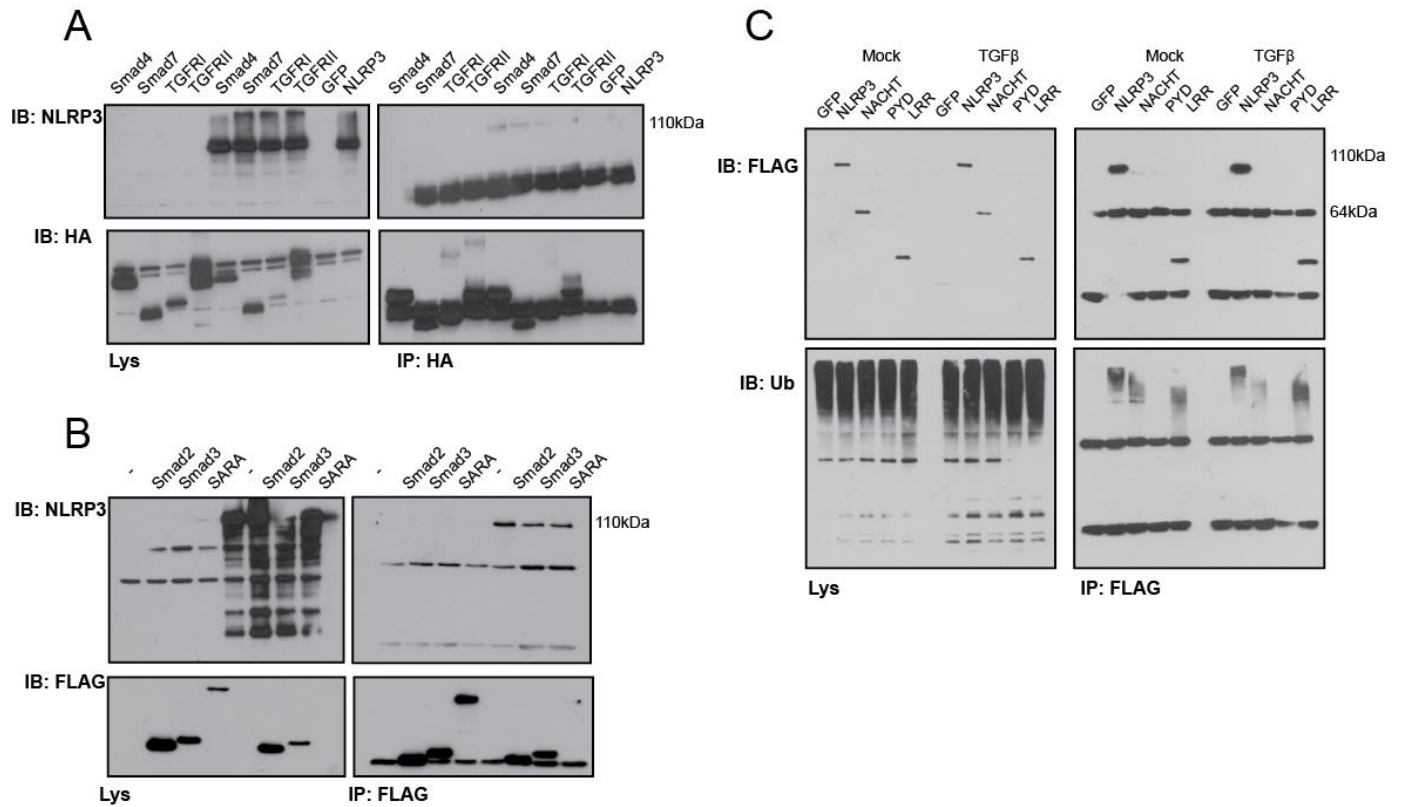 A
Smad4 Smad7 TGFRI TGFRII Smad4 Smad7 TGFRI TGFRII GFP NLRP3
Smad4 Smad7 TGFRI TGFRII Smad4 Smad7 TGFRI TGFRII GFP NLRP3
IB: NLRP3
110kDa
IB: HA
Lys
IP: HA
B
- Smad2 Smad3 SARA - Smad2 Smad3 SARA
- Smad2 Smad3 SARA - Smad2 Smad3 SARA
IB: NLRP3
110kDa
IB: FLAG
Lys
IP: FLAG
C
Mock TGFβ
Mock TGFβ
GFP NLRP3 NACHT PYD LRR GFP NLRP3 NACHT PYD LRR
GFP NLRP3 NACHT PYD LRR GFP NLRP3 NACHT PYD LRR
IB: FLAG
110kDa
64kDa
IB: Ub
Lys
IP: FLAG